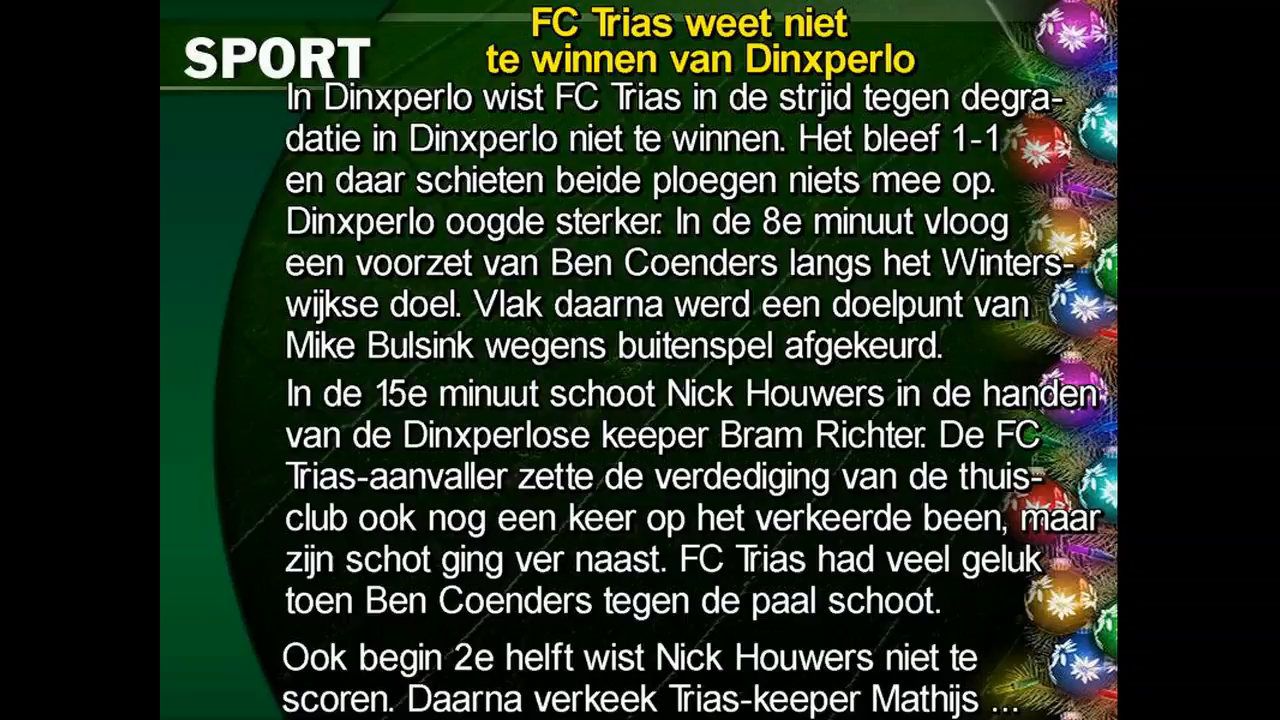 SPORT
FC Trias weet niet
te winnen van Dinxperlo
In Dinxperlo wist FC Trias in de strjid tegen degra-
datie in Dinxperlo niet te winnen. Het bleef 1-1
en daar schieten beide ploegen niets mee op.
Dinxperlo oogde sterker. In de 8e minuut vloog
een voorzet van Ben Coenders langs het Winters-
wijkse doel. Vlak daarna werd een doelpunt van
Mike Bulsink wegens buitenspel afgekeurd.
In de 15e minuut schoot Nick Houwers in de handen
van de Dinxperlose keeper Bram Richter. De FC
Trias-aanvaller zette de verdediging van de thuis-
club ook nog een keer op het verkeerde been, maar
zijn schot ging ver naast. FC Trias had veel geluk
toen Ben Coenders tegen de paal schoot.
Ook begin 2e helft wist Nick Houwers niet te
scoren. Daarna verkeek Trias-keeper Mathijs ...